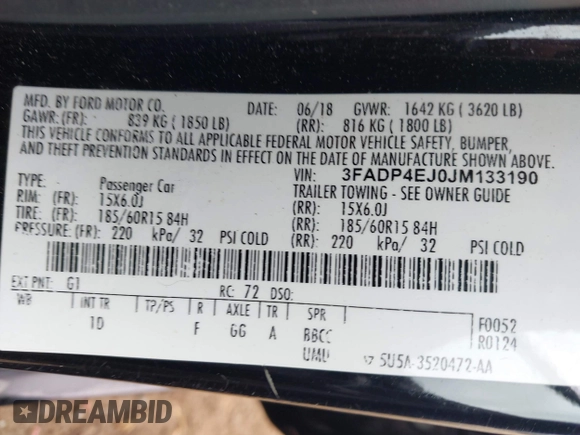 MFD. BY FORD MOTOR CO. DATE: 06/18 GVWR: 1642 KG ( 3620 LB)
GAWR: (FR): 839 KG ( 1850 LB) (RR): 816 KG ( 1800 LB)
THIS VEHICLE CONFORMS TO ALL APPLICABLE FEDERAL MOTOR VEHICLE SAFETY, BUMPER,
AND THEFT PREVENTION STANDARDS IN EFFECT ON THE DATE OF MANUFACTURE SHOWN ABOVE.
VIN: 3FADP4EJ0JM133190
TYPE: Passenger Car TRAILER TOWING - SEE OWNER GUIDE
RIM: (FR): 15X6.0J (RR): 15X6.0J
TIRE: (FR): 185/60R15 84H (RR): 185/60R15 84H
PRESSURE: (FR): 220 kPa/ 32 PSI COLD (RR): 220 kPa/ 32 PSI COLD
EXT PNT: G1 RC: 72 DSO:
WB INT TR TP/PS R AXLE TR SPR F0052
1D F GG A BBCC R0124
UMU 5U5A-3520472-AA
DREAMBID